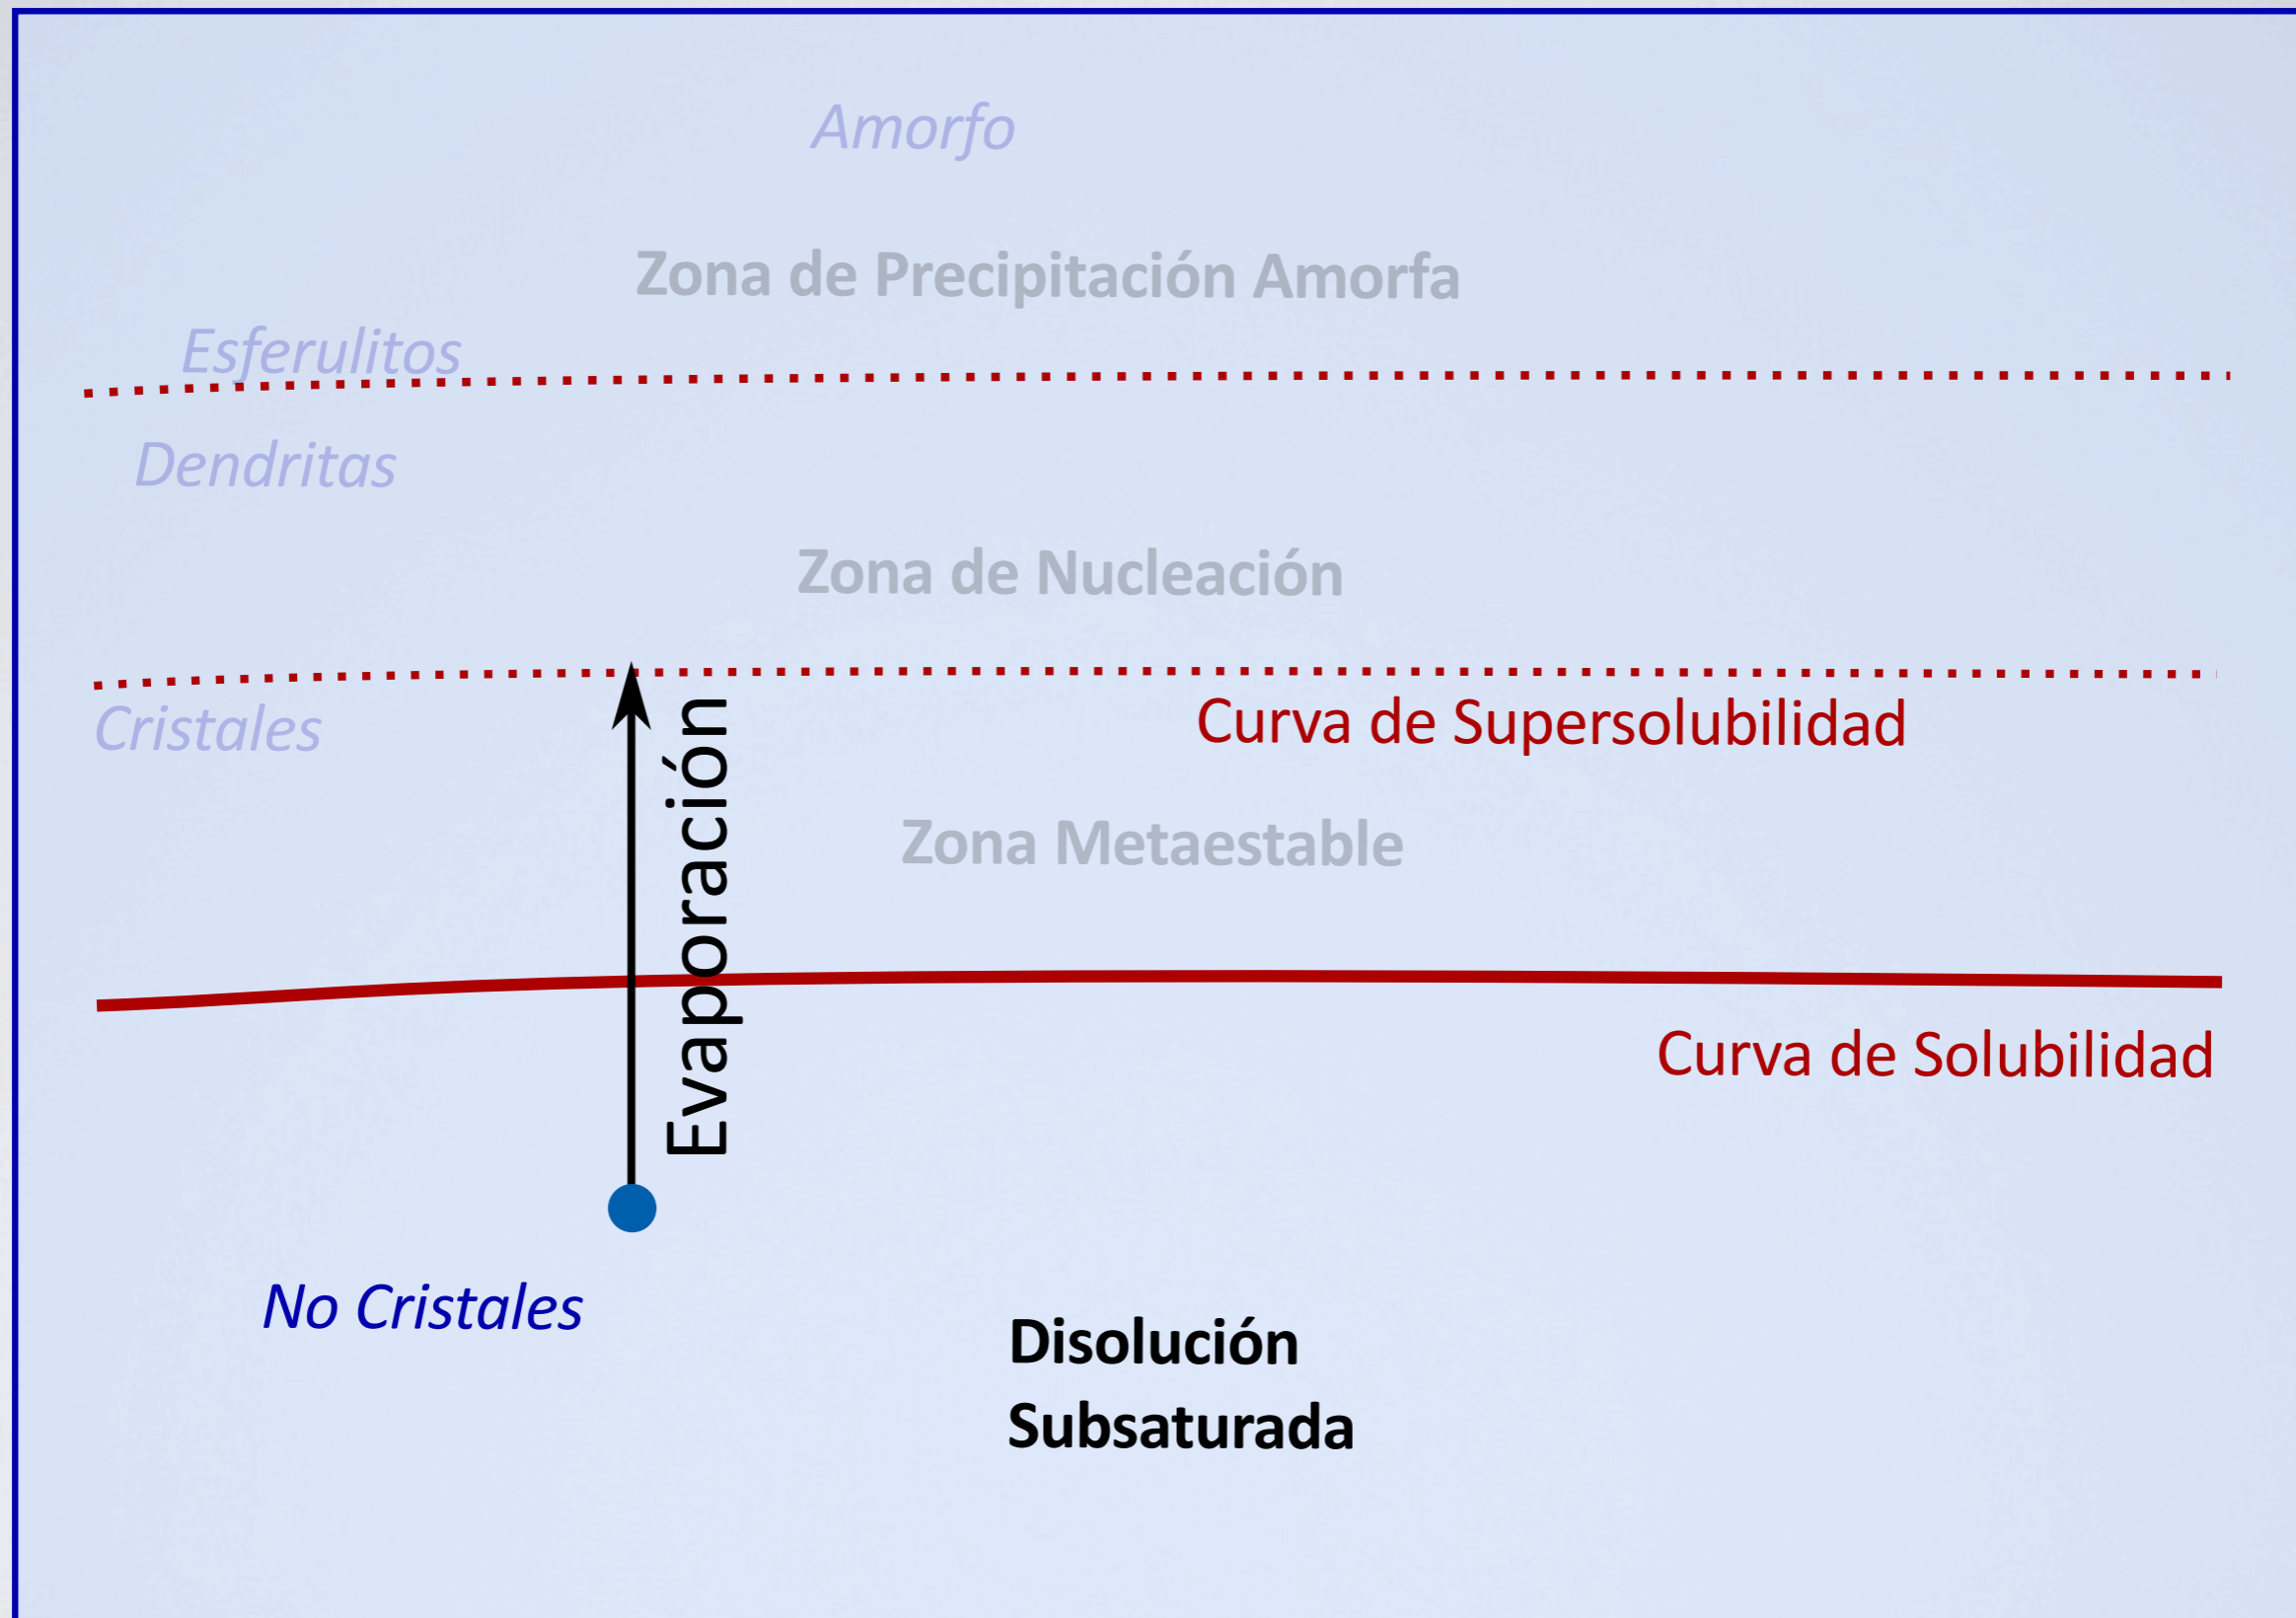 Amorfo
Zona de Precipitación Amorfa
Esferulitos
Dendritas
Zona de Nucleación
Curva de Supersolubilidad
Cristales
Evaporación
Zona Metaestable
Curva de Solubilidad
No Cristales
Disolución
Subsaturada